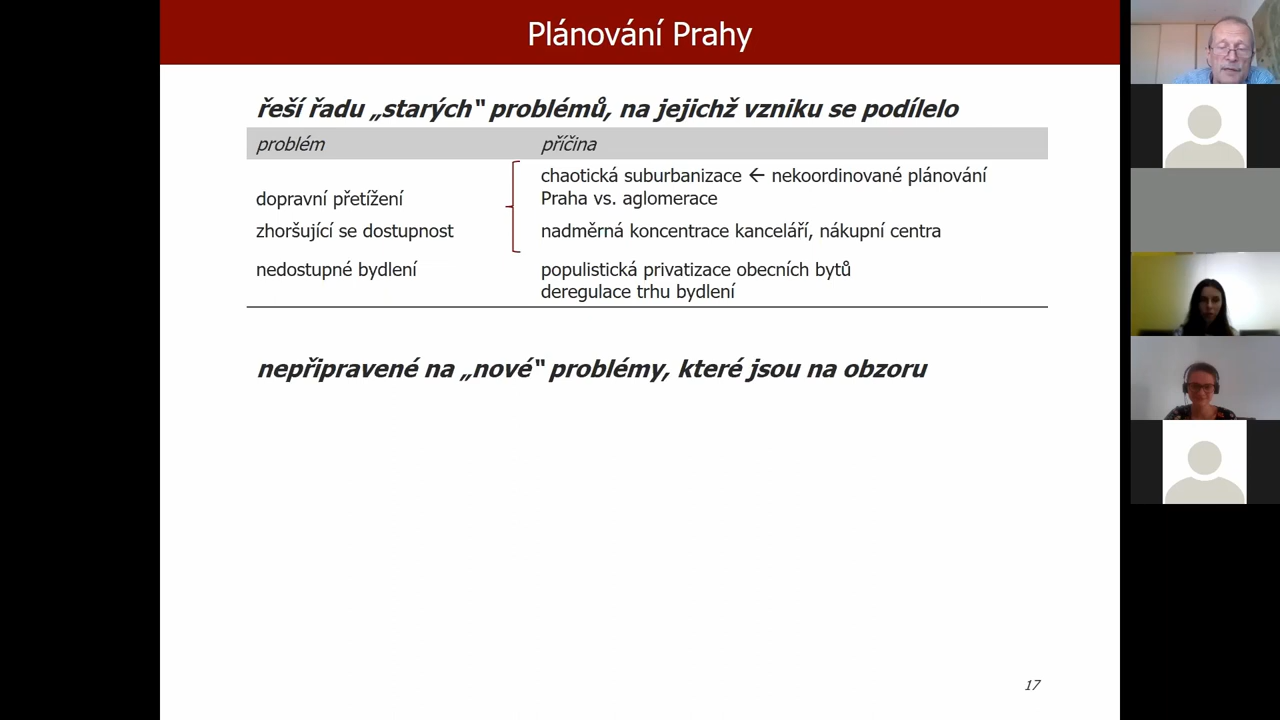 Plánování Prahy
řeší řadu „starých“ problémů, na jejichž vzniku se podílelo
problém příčina
chaotická suburbanizace ← nekoordinované plánování
dopravní přetížení Praha vs. aglomerace
zhoršující se dostupnost nadměrná koncentrace kanceláří, nákupní centra
nedostupné bydlení populistická privatizace obecních bytů
deregulace trhu bydlení
nepřipravené na „nové“ problémy, které jsou na obzoru
17